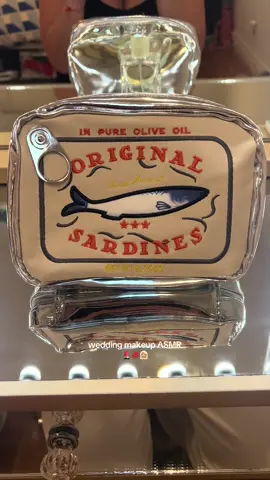 IN PURE OLIVE OIL
ORIGINAL
SARDINES
wedding makeup ASMR